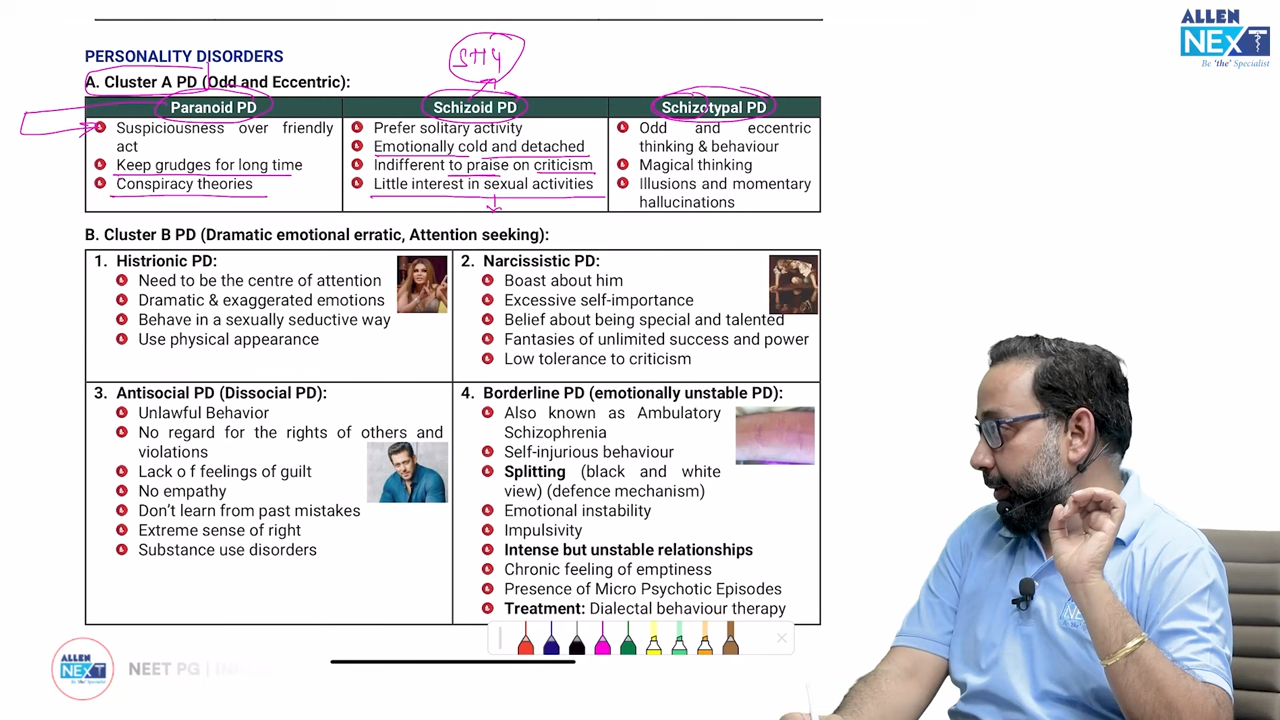 ALLEN
NEXT
Be 'the' Specialist
PERSONALITY DISORDERS
A. Cluster A PD (Odd and Eccentric):
Paranoid PD
Suspiciousness over friendly
act
Keep grudges for long time
Conspiracy theories
Schizoid PD
Prefer solitary activity
Emotionally cold and detached
Indifferent to praise on criticism
Little interest in sexual activities
Schizotypal PD
Odd and eccentric
thinking & behaviour
Magical thinking
Illusions and momentary
hallucinations
B. Cluster B PD (Dramatic emotional erratic, Attention seeking):
1. Histrionic PD:
Need to be the centre of attention
Dramatic & exaggerated emotions
Behave in a sexually seductive way
Use physical appearance
2. Narcissistic PD:
Boast about him
Excessive self-importance
Belief about being special and talented
Fantasies of unlimited success and power
Low tolerance to criticism
3. Antisocial PD (Dissocial PD):
Unlawful Behavior
No regard for the rights of others and
violations
Lack o f feelings of guilt
No empathy
Don't learn from past mistakes
Extreme sense of right
Substance use disorders
4. Borderline PD (emotionally unstable PD):
Also known as Ambulatory
Schizophrenia
Self-injurious behaviour
Splitting (black and white
view) (defence mechanism)
Emotional instability
Impulsivity
Intense but unstable relationships
Chronic feeling of emptiness
Presence of Micro Psychotic Episodes
Treatment: Dialectal behaviour therapy
ALLEN
NEXT
Be 'the' Specialist
NEET PG |